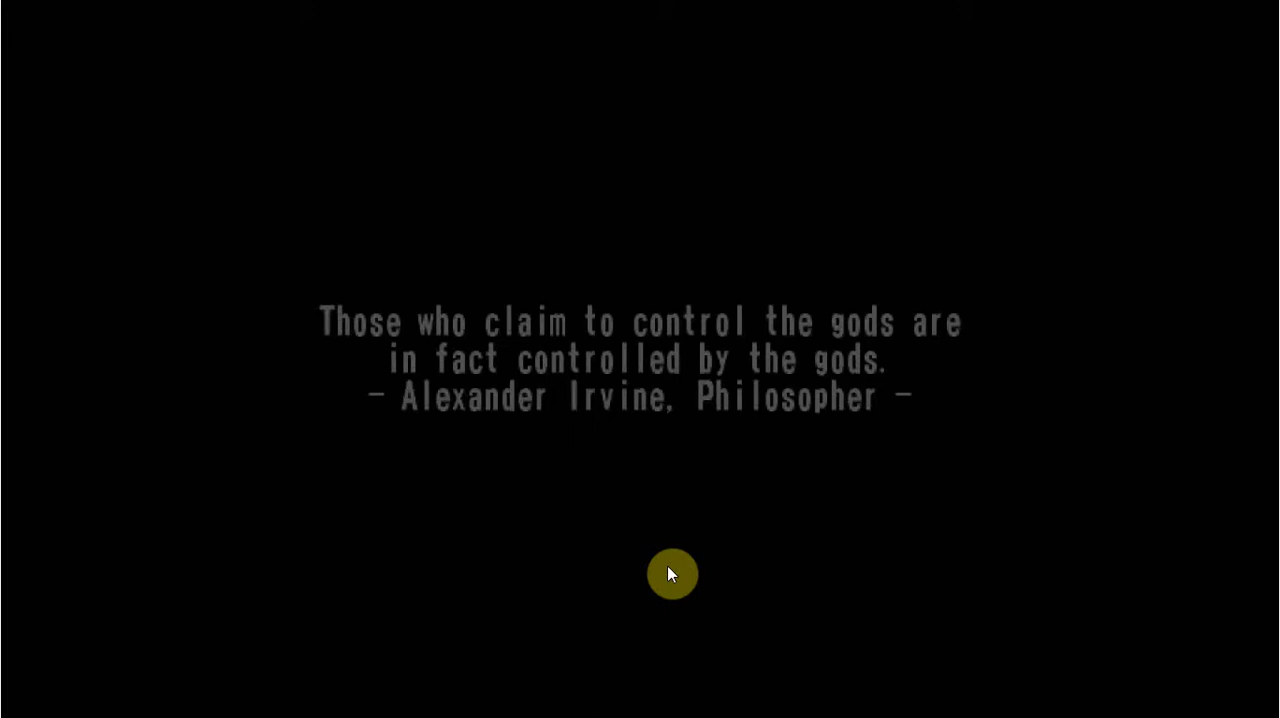 Those who claim to control the gods are
in fact controlled by the gods.
- Alexander Irvine, Philosopher -